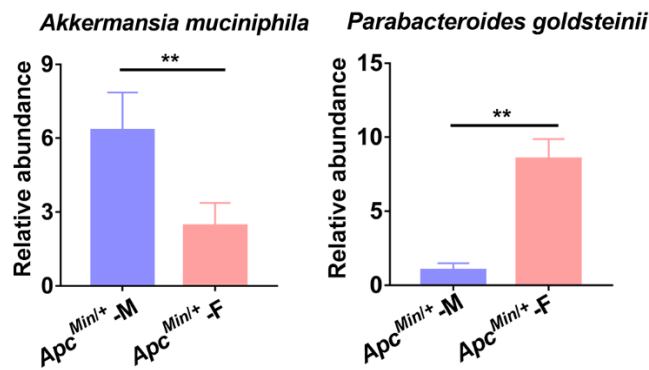 Akkermansia muciniphila
Relative abundance
9
6
3
0
**
Apc^Min/+ -M
Apc^Min/+ -F
Parabacteroides goldsteinii
Relative abundance
15
10
5
0
**
Apc^Min/+ -M
Apc^Min/+ -F